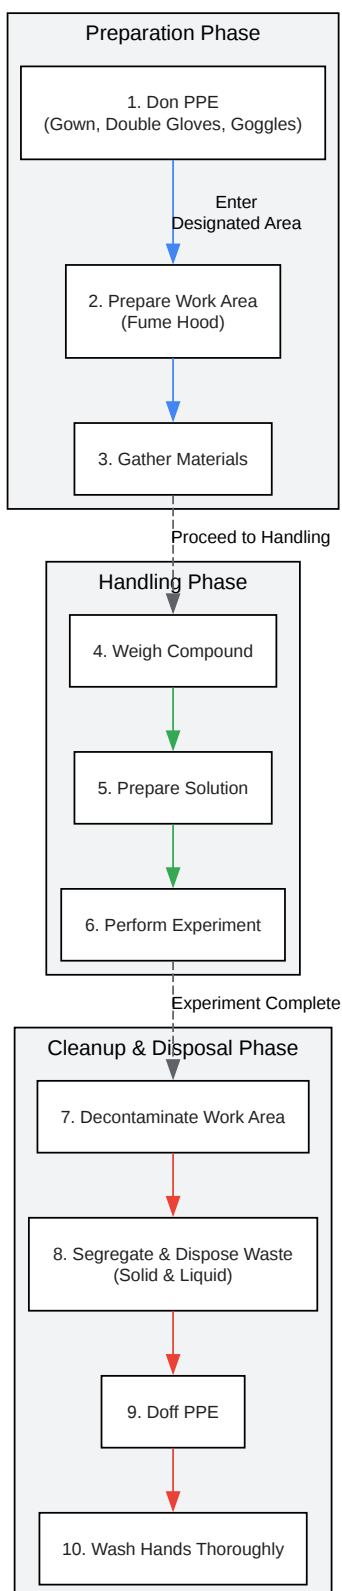 Preparation Phase
1. Don PPE
(Gown, Double Gloves, Goggles)
Enter
Designated Area
2. Prepare Work Area
(Fume Hood)
3. Gather Materials
Proceed to Handling
Handling Phase
4. Weigh Compound
5. Prepare Solution
6. Perform Experiment
Experiment Complete
Cleanup & Disposal Phase
7. Decontaminate Work Area
8. Segregate & Dispose Waste
(Solid & Liquid)
9. Doff PPE
10. Wash Hands Thoroughly